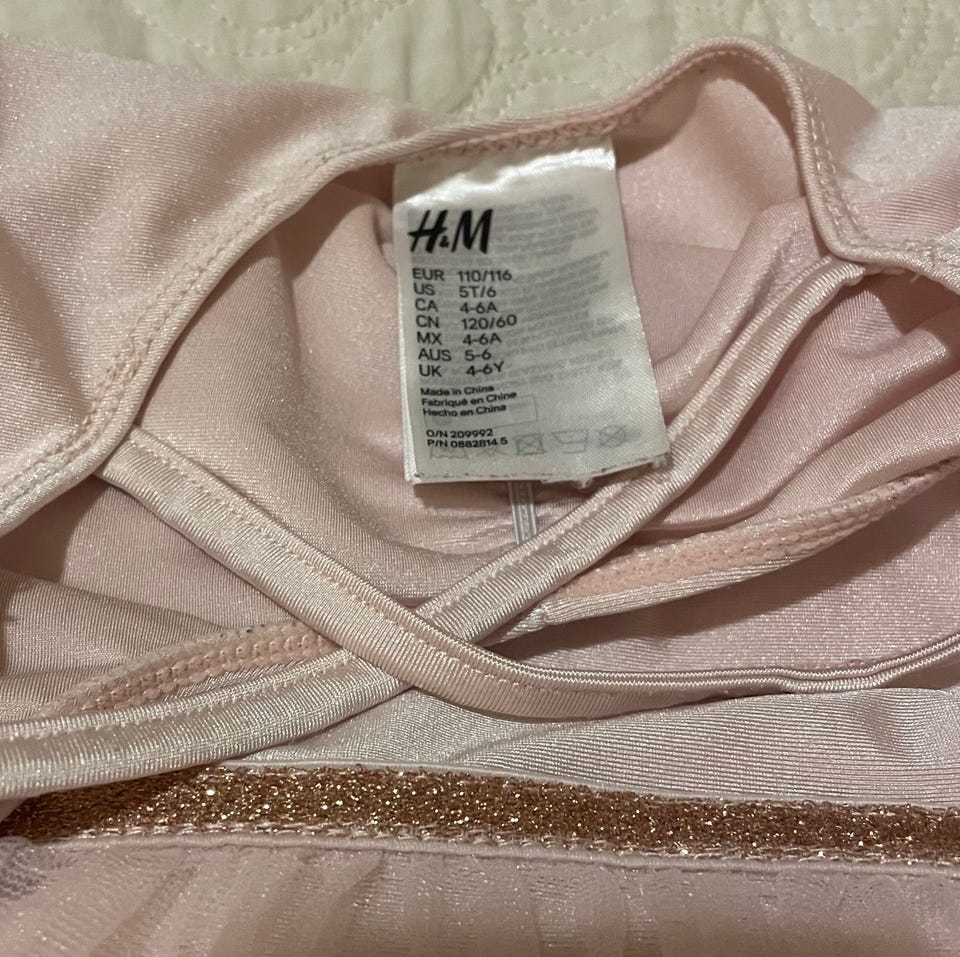 H&M
EUR 110/116
US 5T/6
CA 4-6A
CN 120/60
MX 4-6A
AUS 5-6
UK 4-6Y
Made in China
Fabriqué en Chine
Hecho en China
O/N 209992
P/N 0882814 5